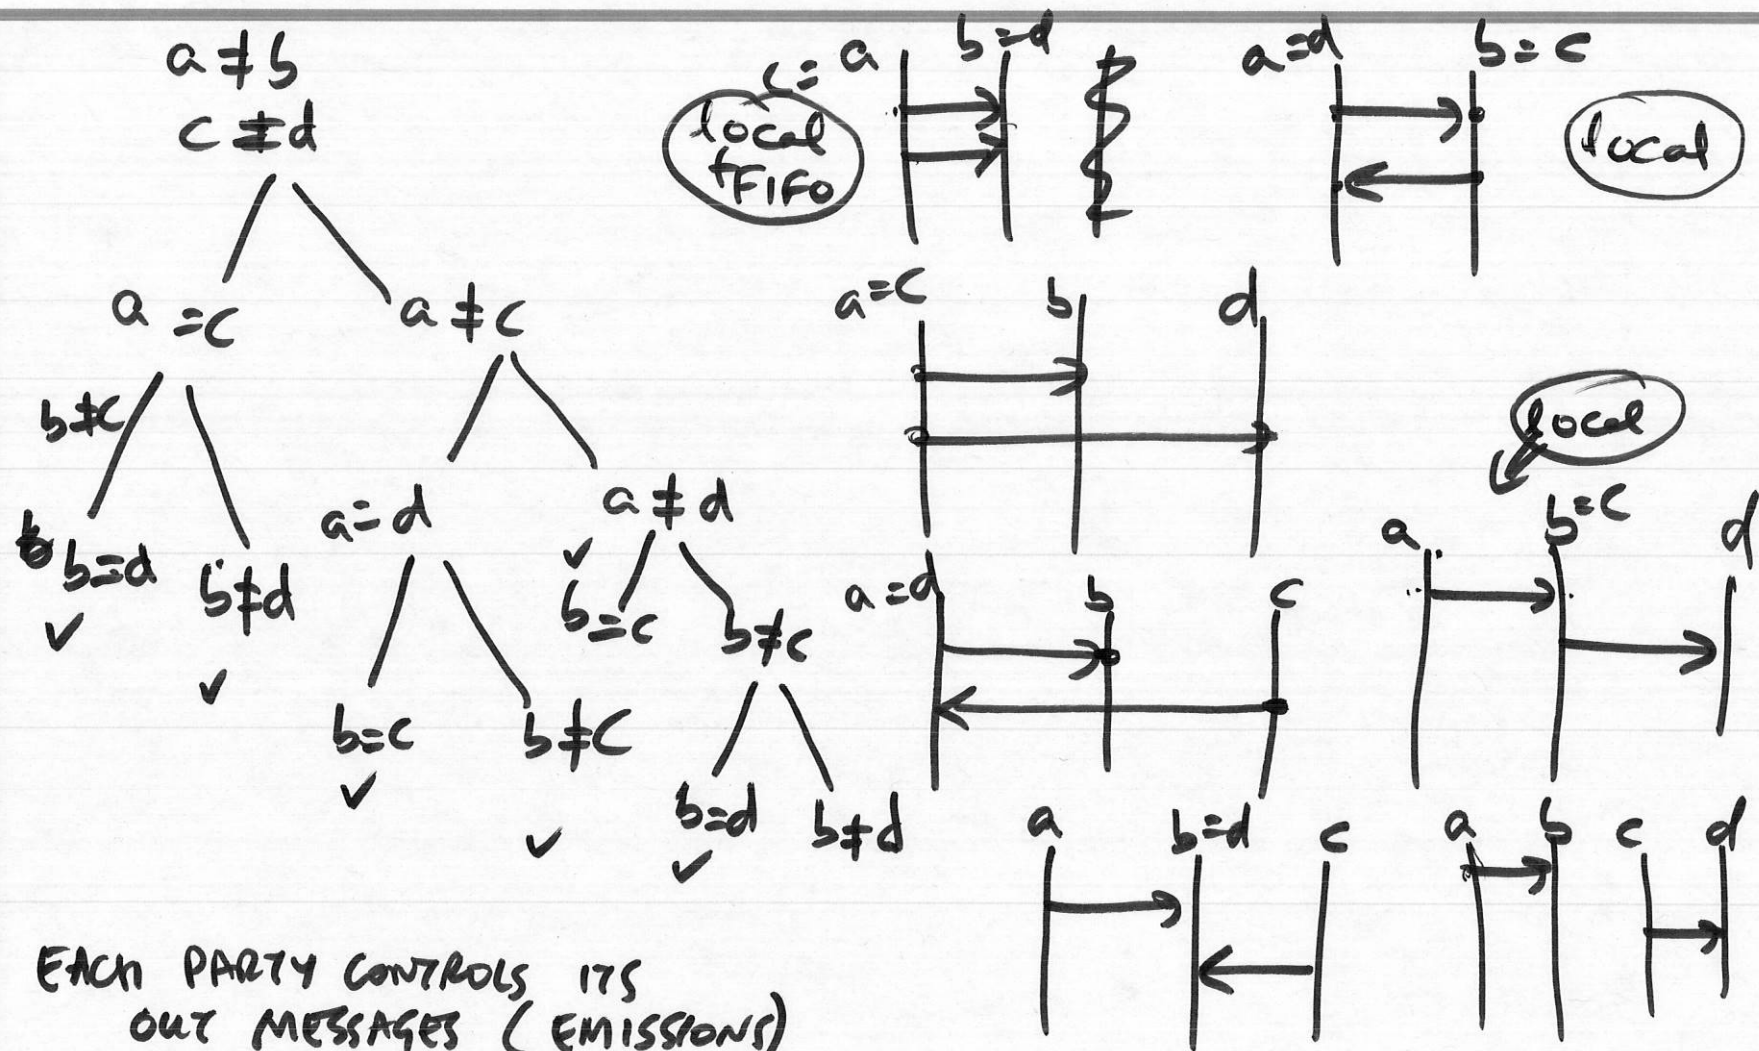 a ≠ b
c ≠ d
a = c
a ≠ c
b ≠ c
b = d
b ≠ d
a = d
a ≠ d
b = c
b ≠ c
b = c
b ≠ c
b = d
b ≠ d
EACH PARTY CONTROLS ITS
OUT MESSAGES (EMISSIONS)
c = a
b = d
local
+ FIFO
a = d
b = c
local
a = c
b
d
local
a = d
b
c
a
b = c
d
a
b = d
c
a
b
c
d